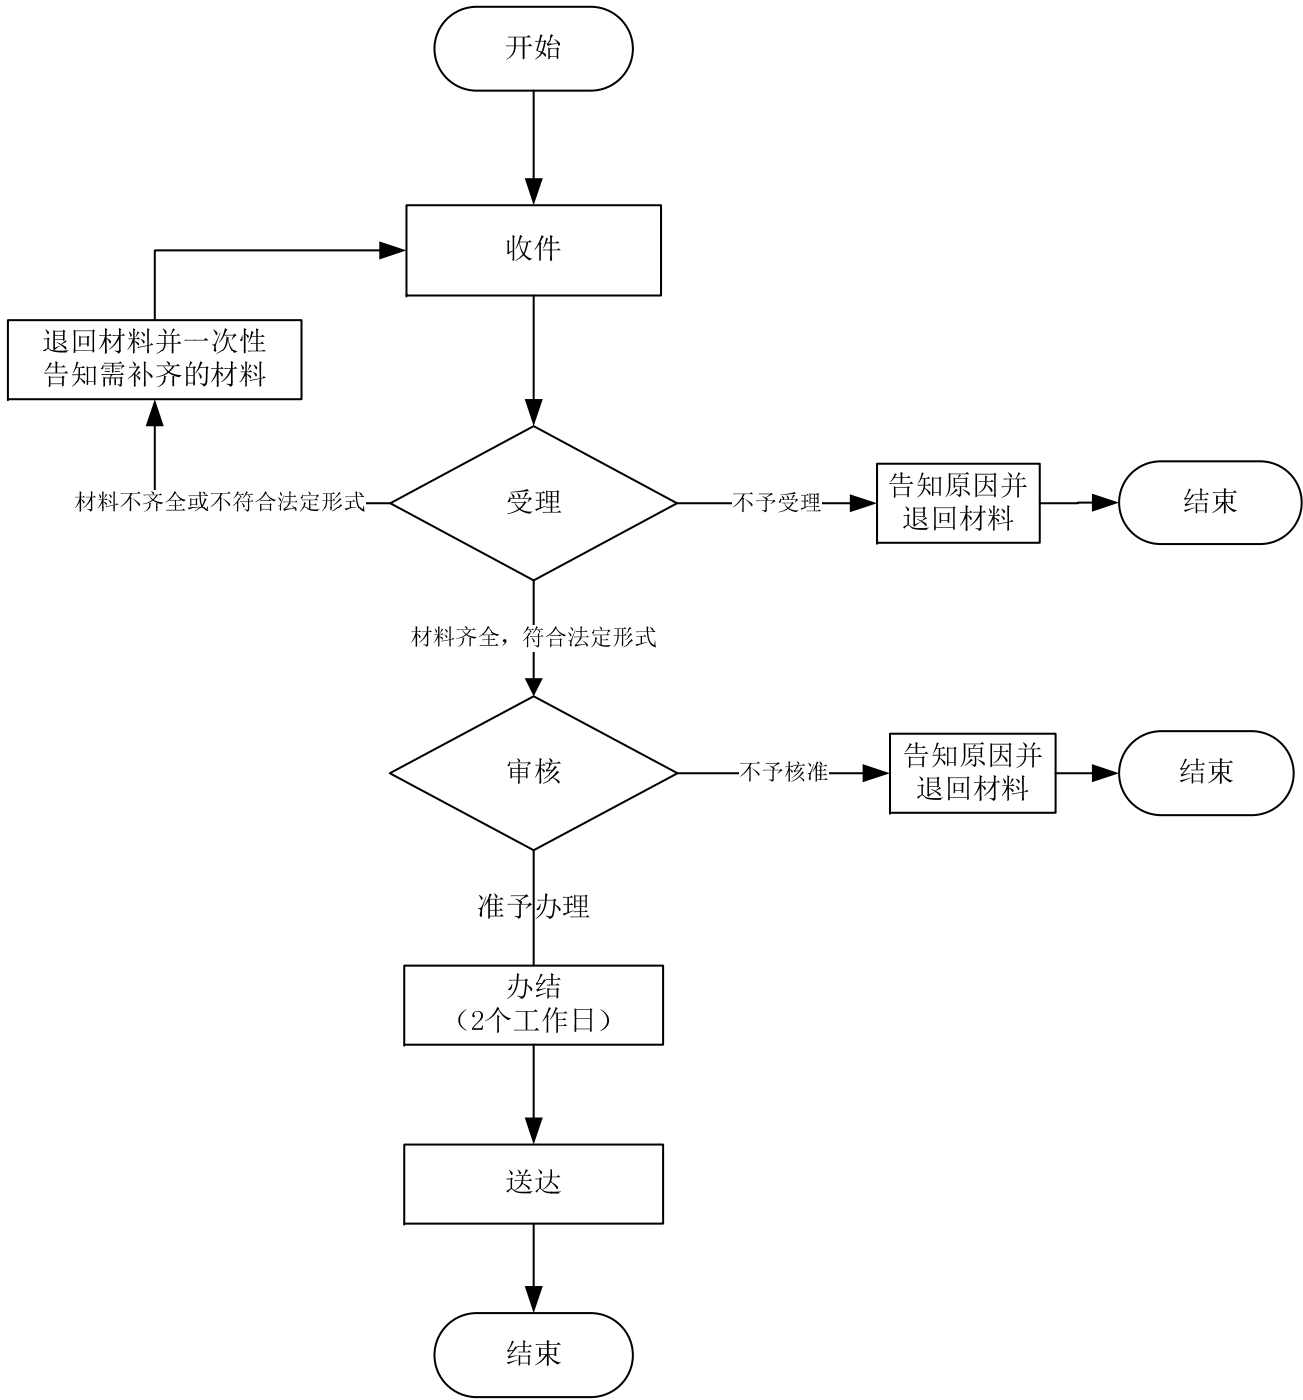 开始
收件
退回材料并一次性
告知需补齐的材料
材料不齐全或不符合法定形式
受理
不予受理
告知原因并
退回材料
结束
材料齐全，符合法定形式
审核
不予核准
告知原因并
退回材料
结束
准予办理
办结
（2个工作日）
送达
结束